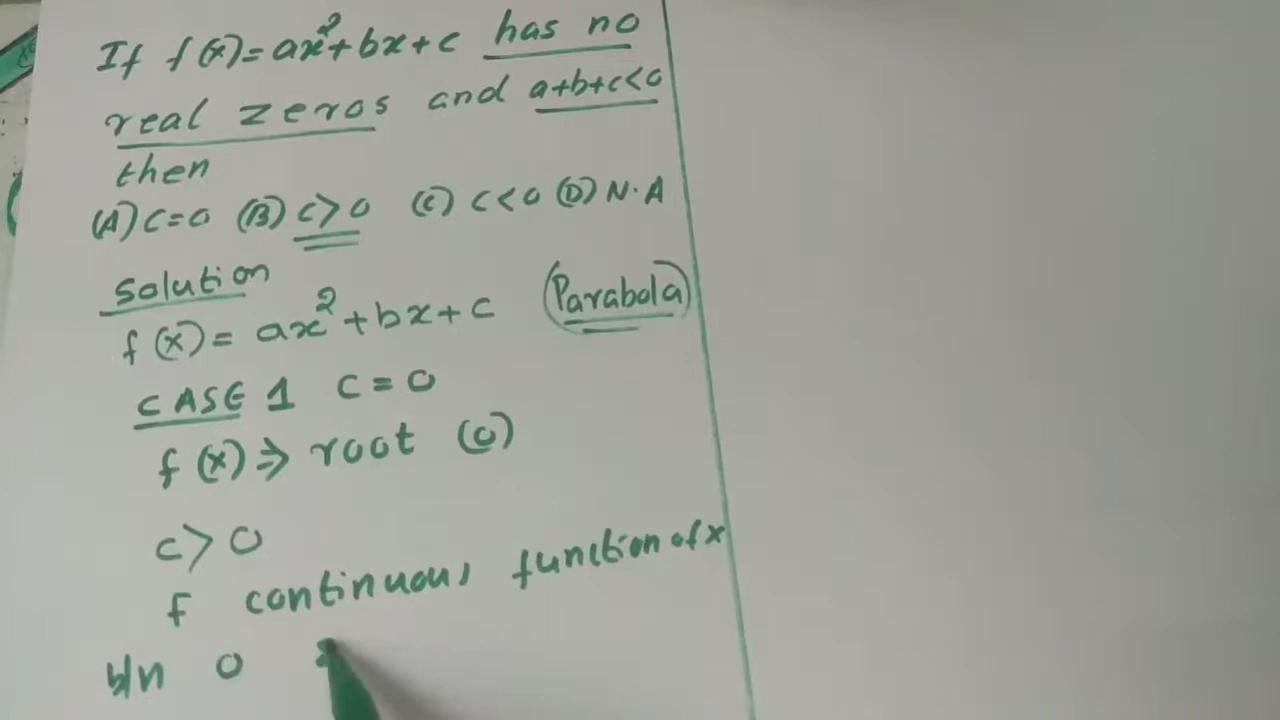 If f(x)=ax²+bx+c has no
real zeros and a+b+c<0
then
(A) C=0 (B) C>0 (C) C<0 (D) N.A
Solution
f(x)= ax²+bx+c (Parabola)
CASE 1 C=0
f(x)⇒ root (0)
C>0
f continuous function of x
b/n 0